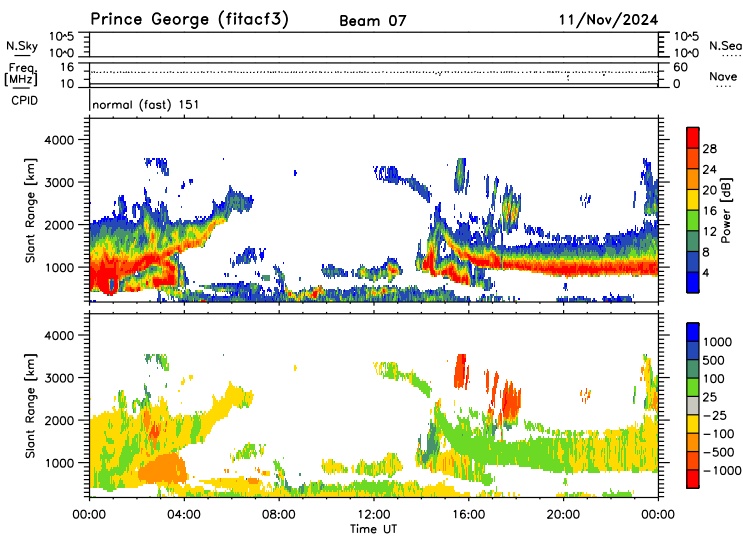 Prince George (fitacf3) Beam 07 11/Nov/2024
N.Sky 10^5 10^0 10^5 10^0 N.Sea
Freq. [MHz] 16 10 60 0 Nave
CPID normal (fast) 151
Slant Range [km] 4000 3000 2000 1000
28 24 20 16 12 8 4 Power [dB]
Slant Range [km] 4000 3000 2000 1000
1000 500 100 25 -25 -100 -500 -1000
00:00 04:00 08:00 12:00 16:00 20:00 00:00
Time UT